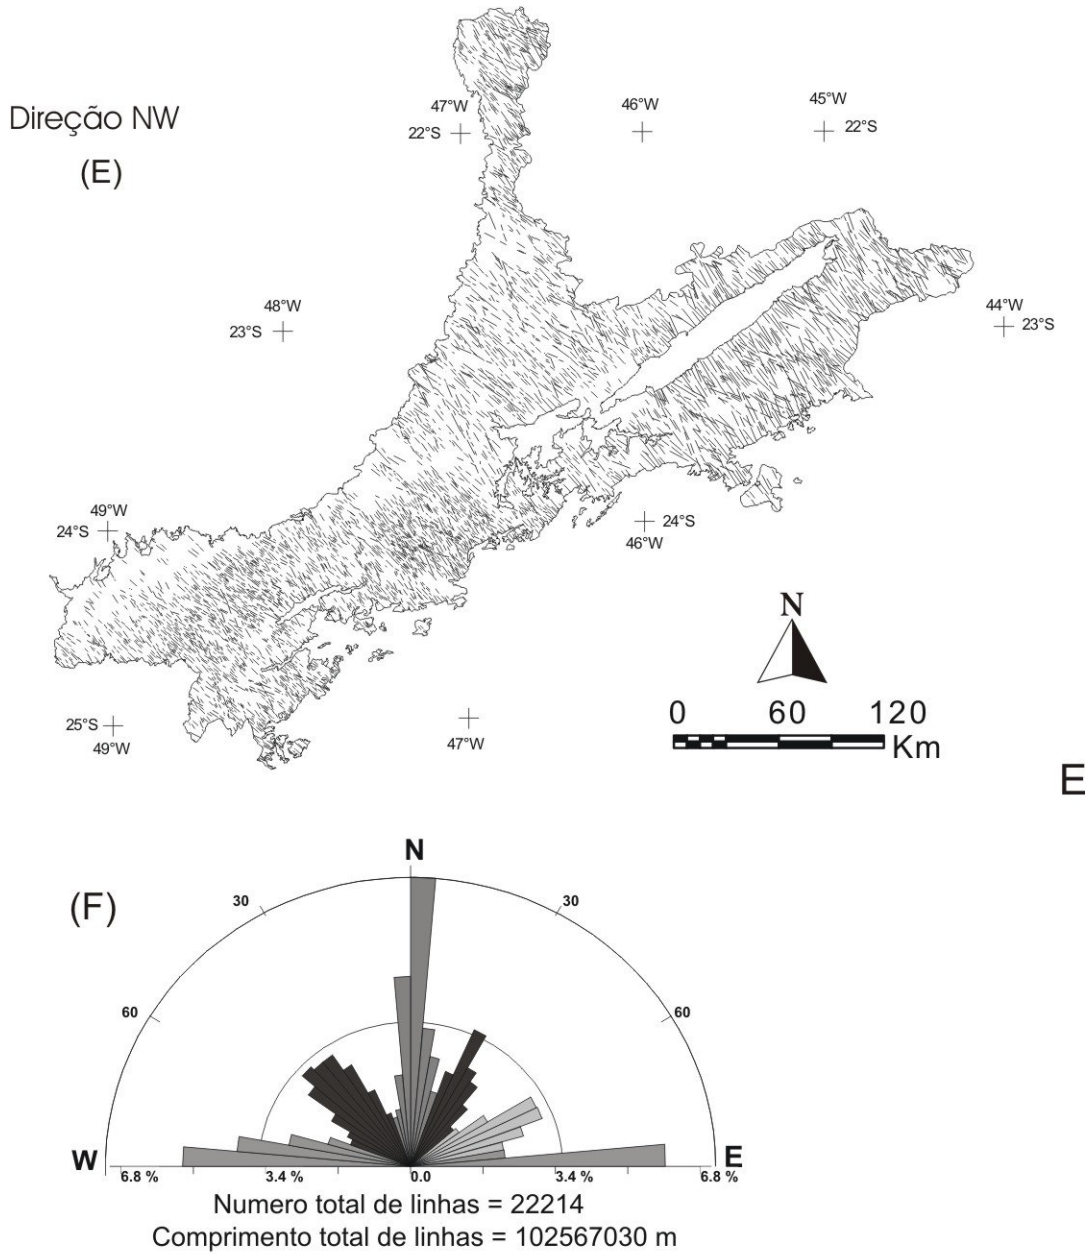 Direção NW
(E)
47°W
22°S
46°W
45°W
22°S
48°W
23°S
44°W
23°S
49°W
24°S
24°S
46°W
N
0 60 120
Km
25°S
49°W
47°W
E
(F)
N
30
30
60
60
W
E
6.8 %
3.4 %
0.0
3.4 %
6.8 %
Numero total de linhas = 22214
Comprimento total de linhas = 102567030 m